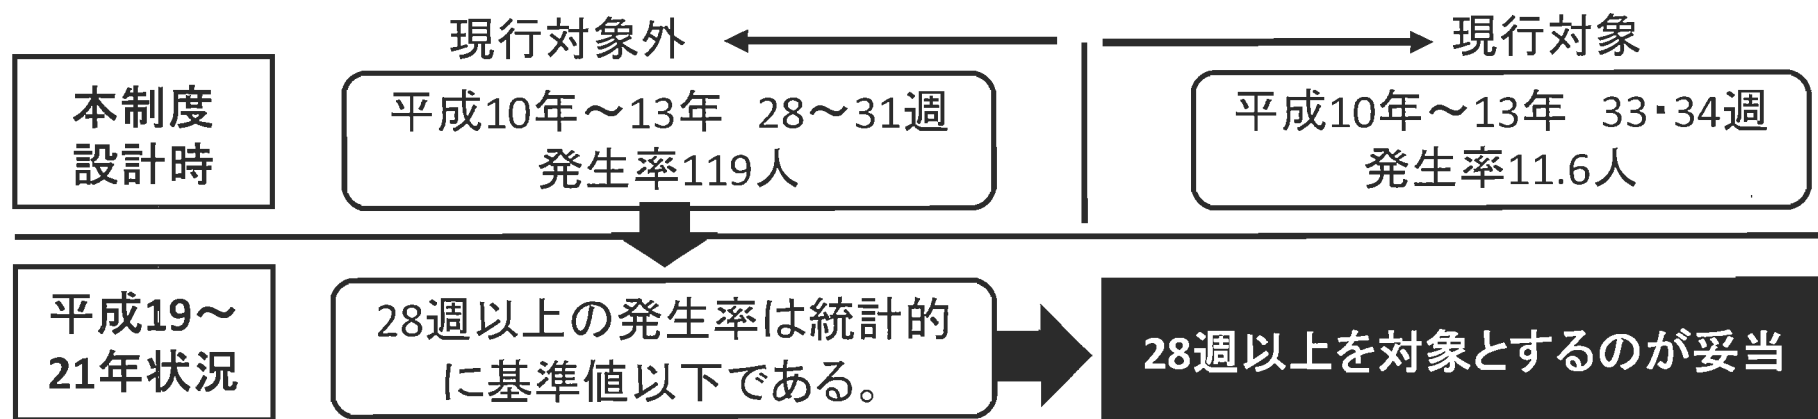 現行対象外
現行対象
本制度
設計時
平成10年～13年 28～31週
発生率119人
平成10年～13年 33・34週
発生率11.6人
平成19～
21年状況
28週以上の発生率は統計的
に基準値以下である。
28週以上を対象とするのが妥当